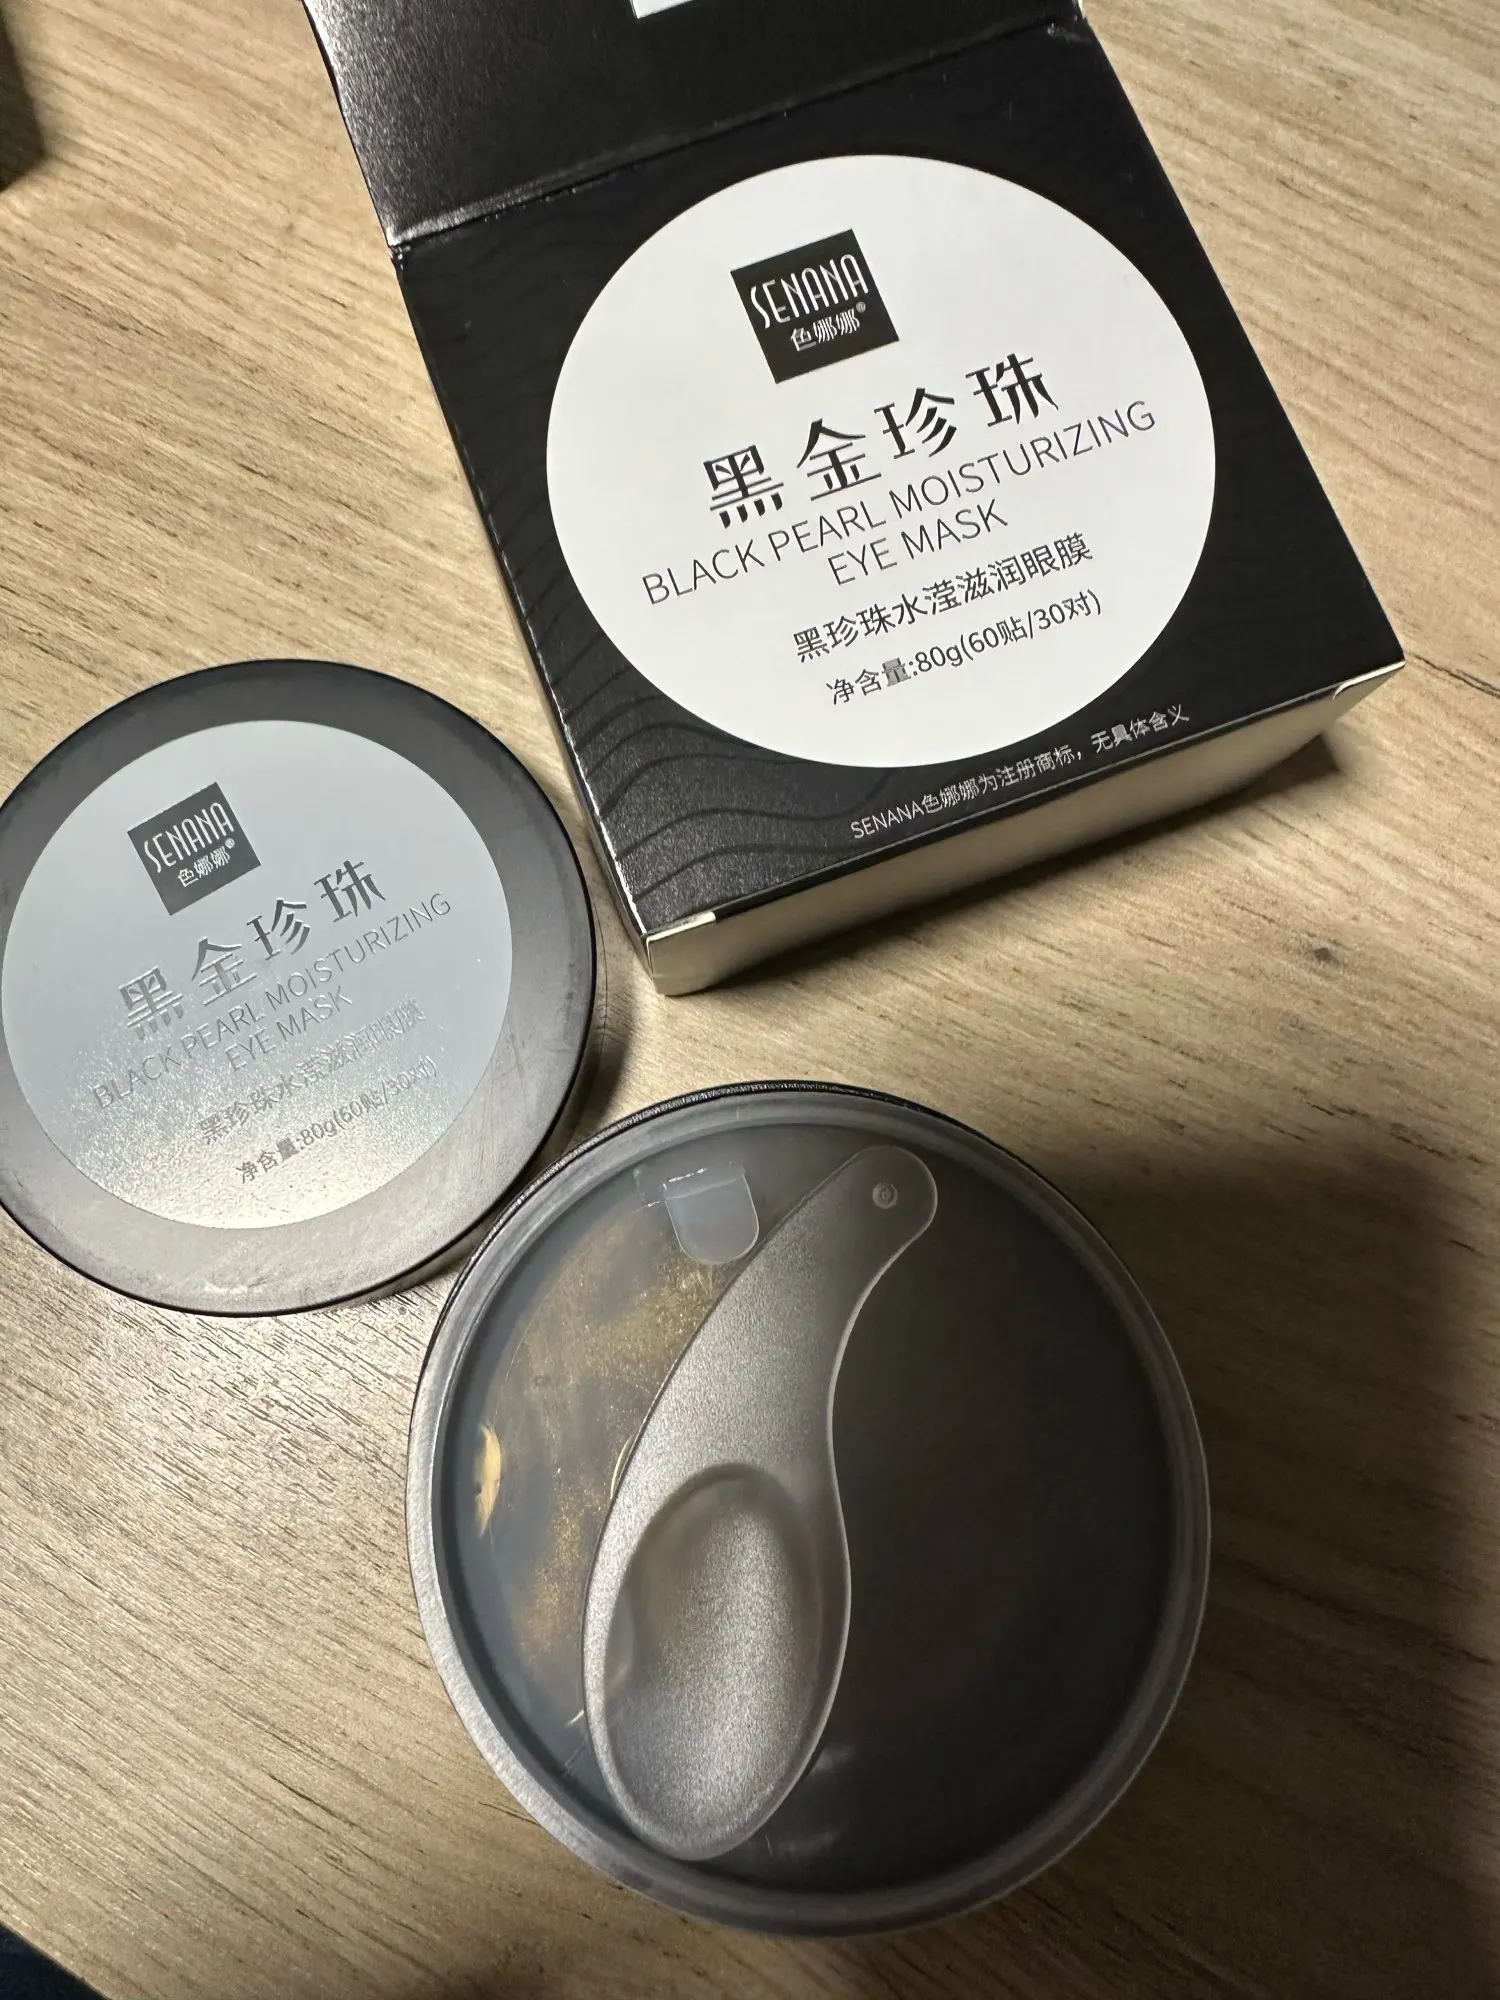 SENANA
色娜娜®
黑金珍珠
BLACK PEARL MOISTURIZING
EYE MASK
黑珍珠水滢滋润眼膜
净含量:80g(60贴/30对)
SENANA色娜娜为注册商标，无具体含义
SENANA
色娜娜®
黑金珍珠
BLACK PEARL MOISTURIZING
EYE MASK
黑珍珠水滢滋润眼膜
净含量:80g(60贴/30对)